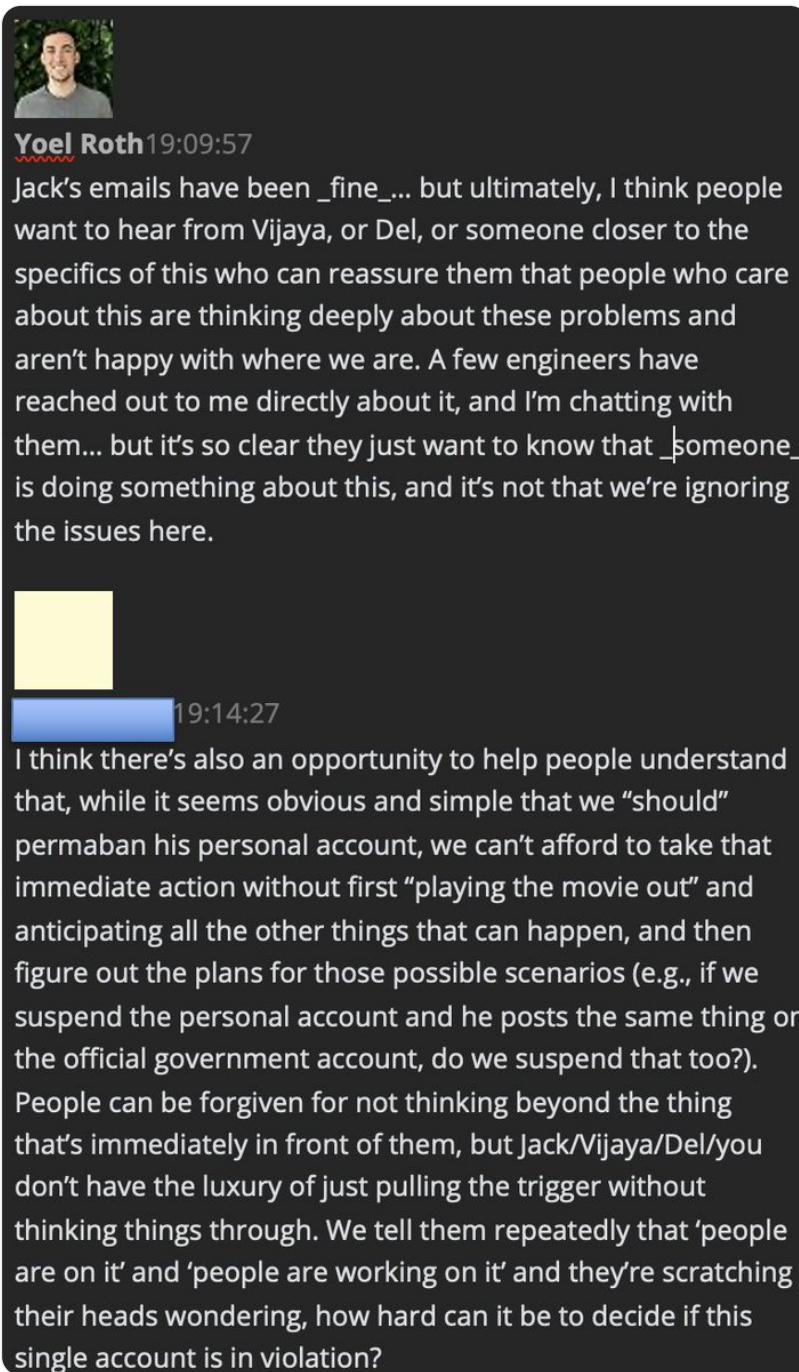 Yoel Roth19:09:57
Jack’s emails have been _fine_... but ultimately, I think people
want to hear from Vijaya, or Del, or someone closer to the
specifics of this who can reassure them that people who care
about this are thinking deeply about these problems and
aren’t happy with where we are. A few engineers have
reached out to me directly about it, and I’m chatting with
them... but it’s so clear they just want to know that _someone_
is doing something about this, and it’s not that we’re ignoring
the issues here.
19:14:27
I think there’s also an opportunity to help people understand
that, while it seems obvious and simple that we “should”
permaban his personal account, we can’t afford to take that
immediate action without first “playing the movie out” and
anticipating all the other things that can happen, and then
figure out the plans for those possible scenarios (e.g., if we
suspend the personal account and he posts the same thing on
the official government account, do we suspend that too?).
People can be forgiven for not thinking beyond the thing
that’s immediately in front of them, but Jack/Vijaya/Del/you
don’t have the luxury of just pulling the trigger without
thinking things through. We tell them repeatedly that ‘people
are on it’ and ‘people are working on it’ and they’re scratching
their heads wondering, how hard can it be to decide if this
single account is in violation?